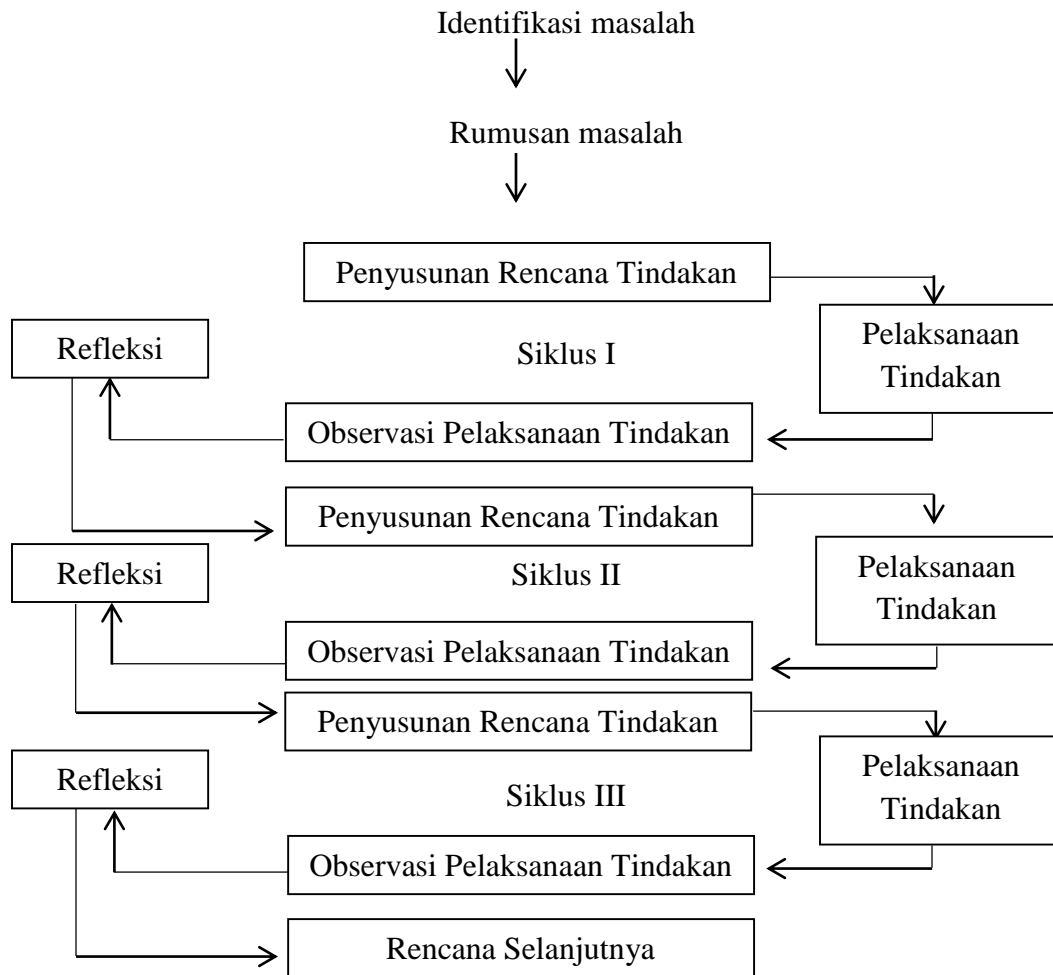 Identifikasi masalah
Rumusan masalah
Penyusunan Rencana Tindakan
Pelaksanaan
Tindakan
Refleksi
Siklus I
Observasi Pelaksanaan Tindakan
Penyusunan Rencana Tindakan
Pelaksanaan
Tindakan
Refleksi
Siklus II
Observasi Pelaksanaan Tindakan
Penyusunan Rencana Tindakan
Pelaksanaan
Tindakan
Refleksi
Siklus III
Observasi Pelaksanaan Tindakan
Rencana Selanjutnya